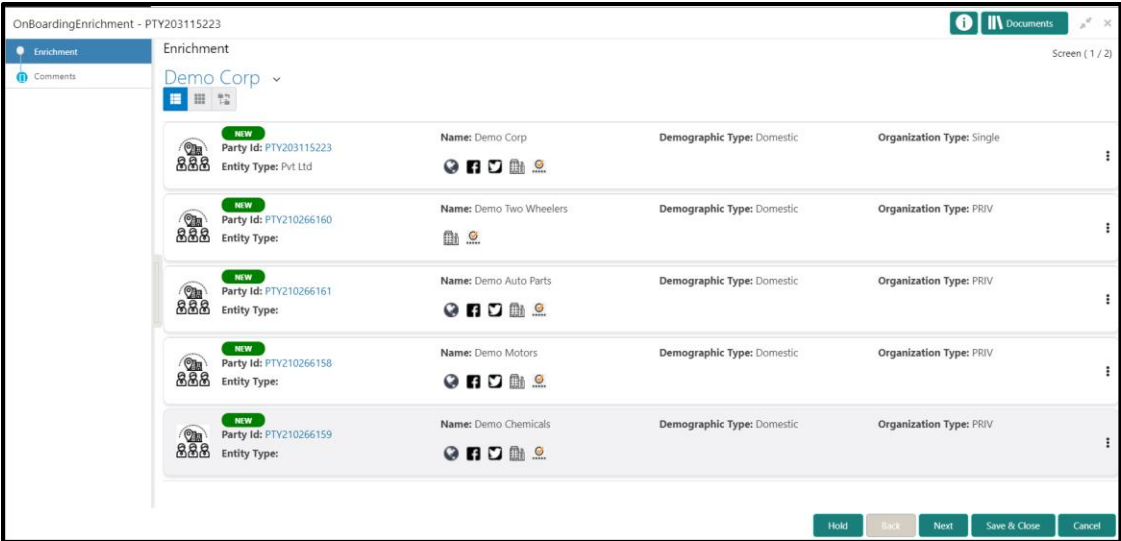 OnBoardingEnrichment - PTY203115223
i Documents
Enrichment
Comments
Enrichment
Screen ( 1 / 2)
Demo Corp
NEW
Party Id: PTY203115223
Entity Type: Pvt Ltd
Name: Demo Corp
Demographic Type: Domestic
Organization Type: Single
NEW
Party Id: PTY210266160
Entity Type:
Name: Demo Two Wheelers
Demographic Type: Domestic
Organization Type: PRIV
NEW
Party Id: PTY210266161
Entity Type:
Name: Demo Auto Parts
Demographic Type: Domestic
Organization Type: PRIV
NEW
Party Id: PTY210266158
Entity Type:
Name: Demo Motors
Demographic Type: Domestic
Organization Type: PRIV
NEW
Party Id: PTY210266159
Entity Type:
Name: Demo Chemicals
Demographic Type: Domestic
Organization Type: PRIV
Hold Back Next Save & Close Cancel